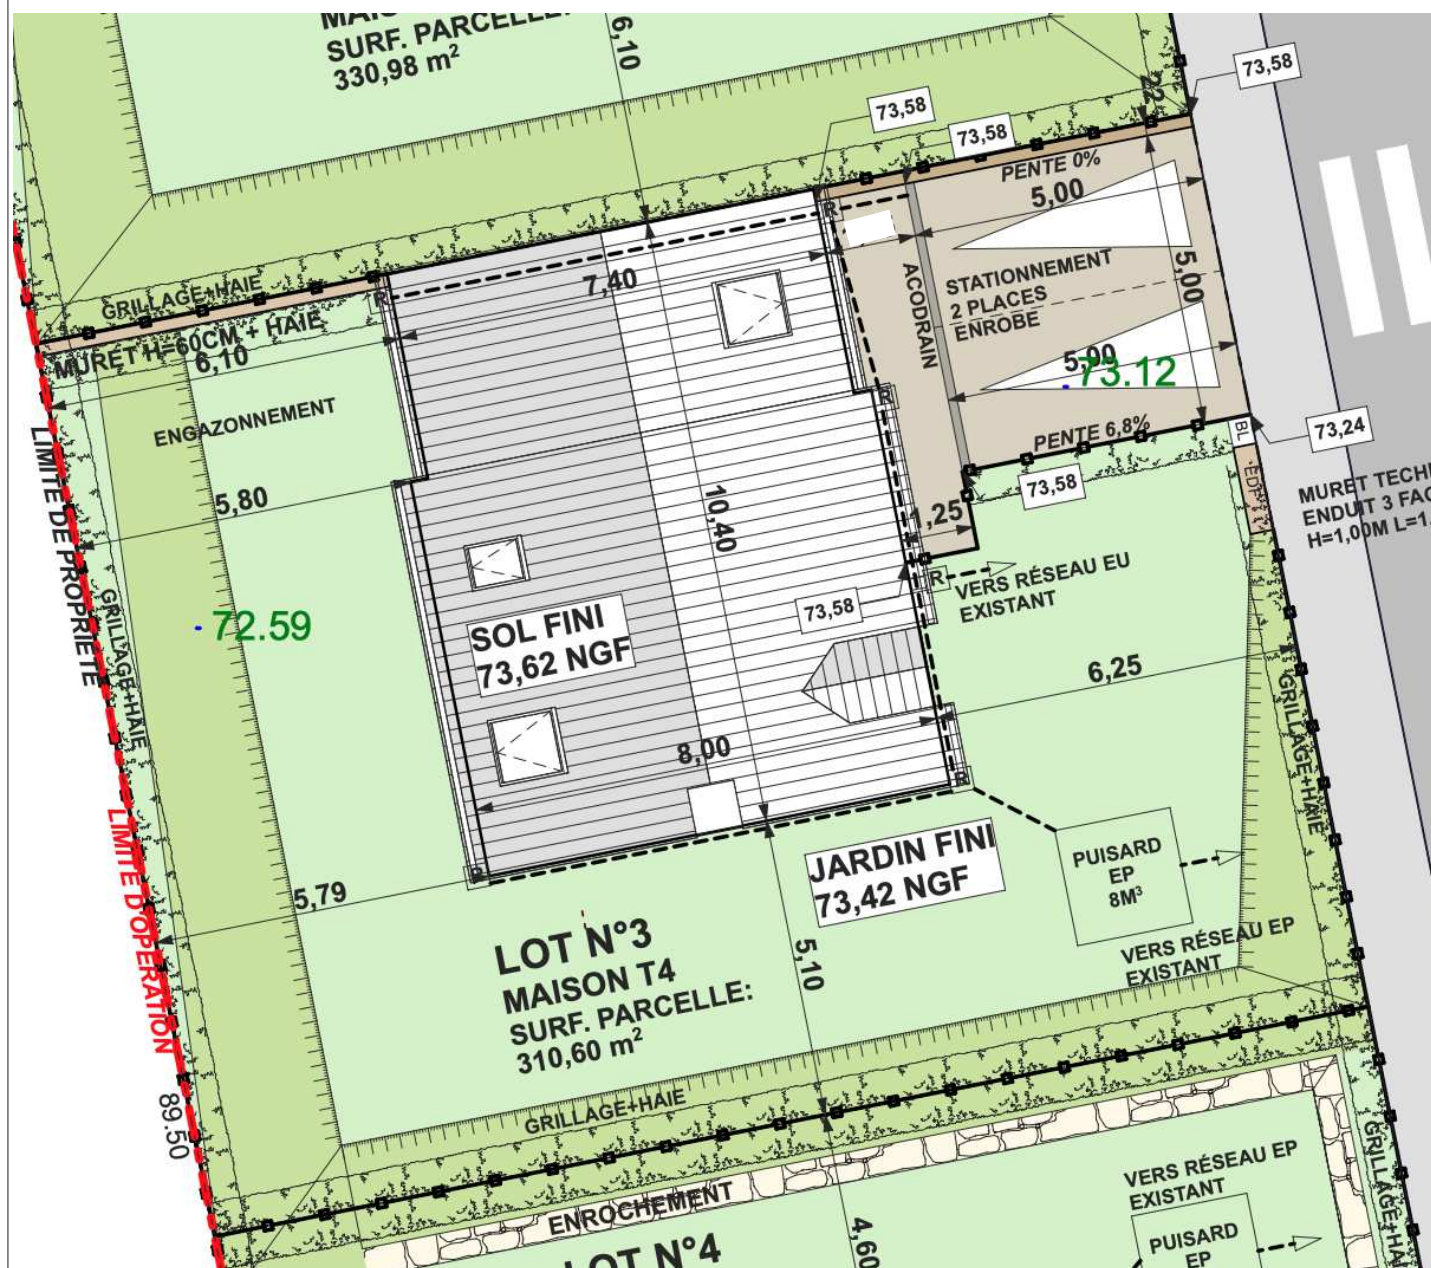 SURF. PARCELLE:
330,98 m²
6,10
22
73,58
73,58
73,58
PENTE 0%
5,00
R
GRILLAGE+HAIE
R
7,40
MURET H=60CM + HAIE
6,10
ACODRAIN
STATIONNEMENT
2 PLACES
ENROBE
5,00
5,00
73.12
ENGAZONNEMENT
R
PENTE 6,8%
BL
73,24
EDF
LIMITE DE PROPRIETE
5,80
10,40
73,58
1,25
MURET TECH
ENDUIT 3 FAC
H=1,00M L=1.
GRILLAGE+HAIE
72.59
SOL FINI
73,62 NGF
73,58
R
VERS RÉSEAU EU
EXISTANT
6,25
GRILLAGE+HAIE
8,00
R
LIMITE D'OPERATION
R
5,79
JARDIN FINI
73,42 NGF
PUISARD
EP
8M³
LOT N°3
MAISON T4
SURF. PARCELLE:
310,60 m²
5,10
VERS RÉSEAU EP
EXISTANT
89.50
GRILLAGE+HAIE
ENROCHEMENT
LOT N°4
4,60
VERS RÉSEAU EP
EXISTANT
PUISARD
EP
GRILLAGE+HAI